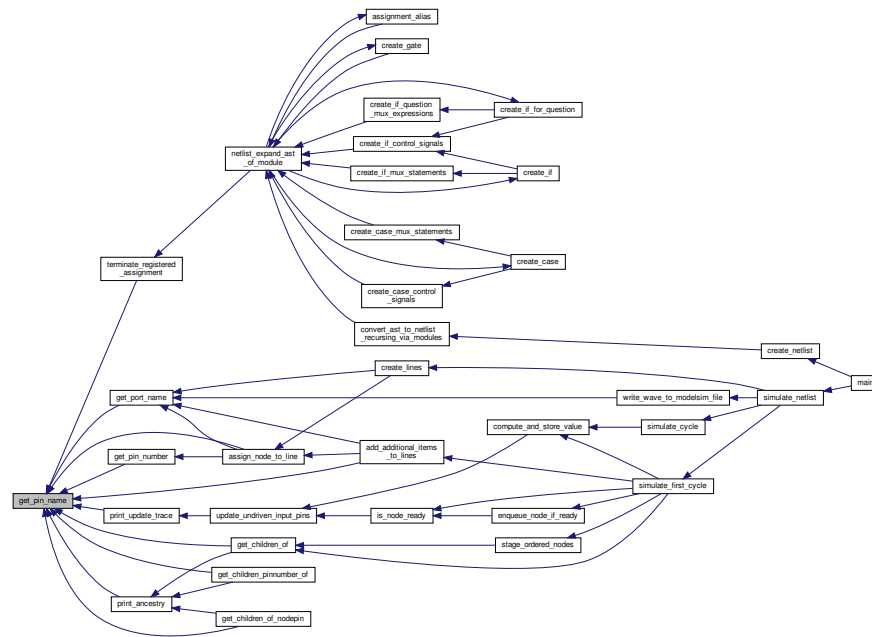 assignment_alias
create_gate
create_if_question
_mux_expressions
create_if_for_question
create_if_control_signals
netlist_expand_ast
_of_module
create_if_mux_statements
create_if
create_case_mux_statements
create_case
terminate_registered
_assignment
create_case_control
_signals
convert_ast_to_netlist
_recursing_via_modules
create_netlist
main
create_lines
get_port_name
write_wave_to_modelsim_file
simulate_netlist
compute_and_store_value
simulate_cycle
add_additional_items
_to_lines
get_pin_number
assign_node_to_line
simulate_first_cycle
get_pin_name
print_update_trace
update_undriven_input_pins
is_node_ready
enqueue_node_if_ready
get_children_of
stage_ordered_nodes
get_children_pinnumber_of
print_ancestry
get_children_of_nodepin